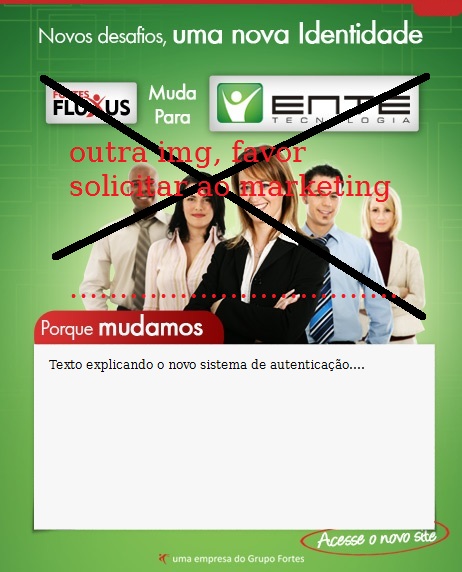 Novos desafios, uma nova Identidade
FORTES
FLUXUS
Muda
Para
ENTE
TECNOLOGIA
outra img, favor
solicitar ao marketing
.......................................
Porque mudamos
Texto explicando o novo sistema de autenticação....
Acesse o novo site
uma empresa do Grupo Fortes